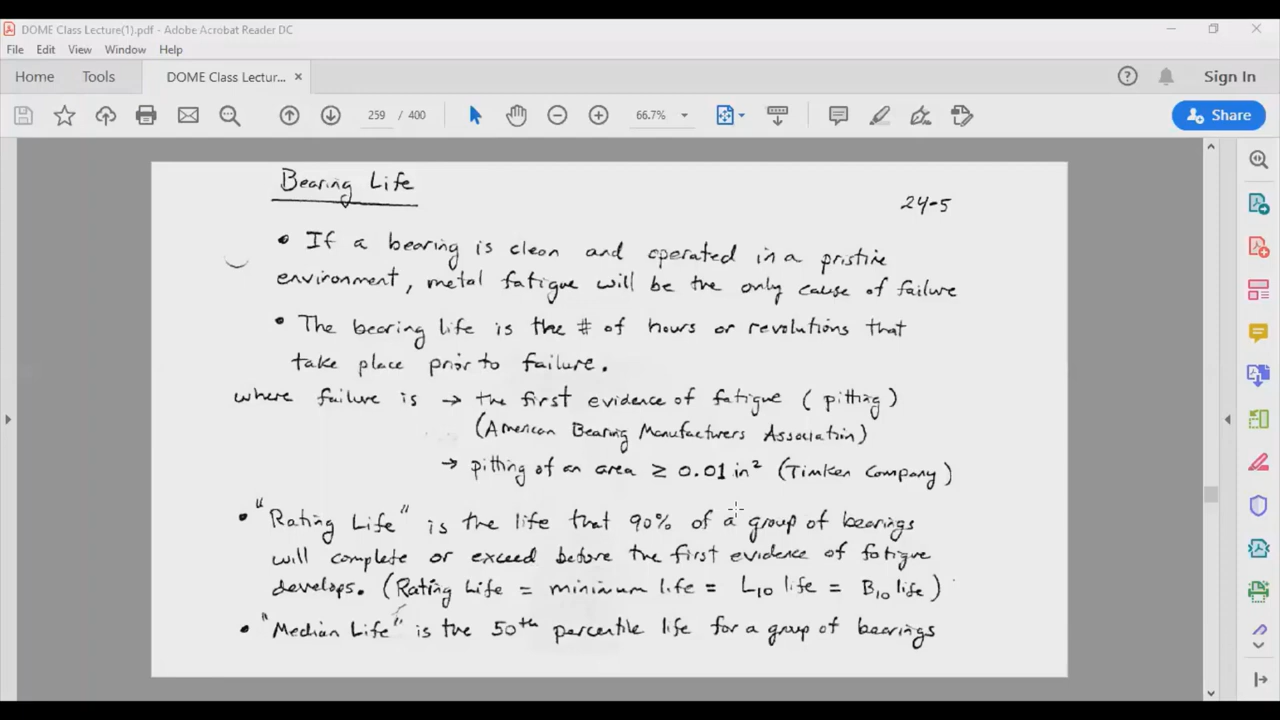 DOME Class Lecture(1).pdf - Adobe Acrobat Reader DC
File Edit View Window Help
Home Tools DOME Class Lectur... × Sign In
259 / 400 66.7% Share
Bearing Life
24-5
• If a bearing is clean and operated in a pristine
environment, metal fatigue will be the only cause of failure
• The bearing life is the # of hours or revolutions that
take place prior to failure.
where failure is → the first evidence of fatigue (pitting)
(American Bearing Manufacturers Association)
→ pitting of an area ≥ 0.01 in² (Timken Company)
• "Rating Life" is the life that 90% of a group of bearings
will complete or exceed before the first evidence of fatigue
develops. (Rating Life = minimum life = L10 life = B10 life)
• "Median Life" is the 50th percentile life for a group of bearings